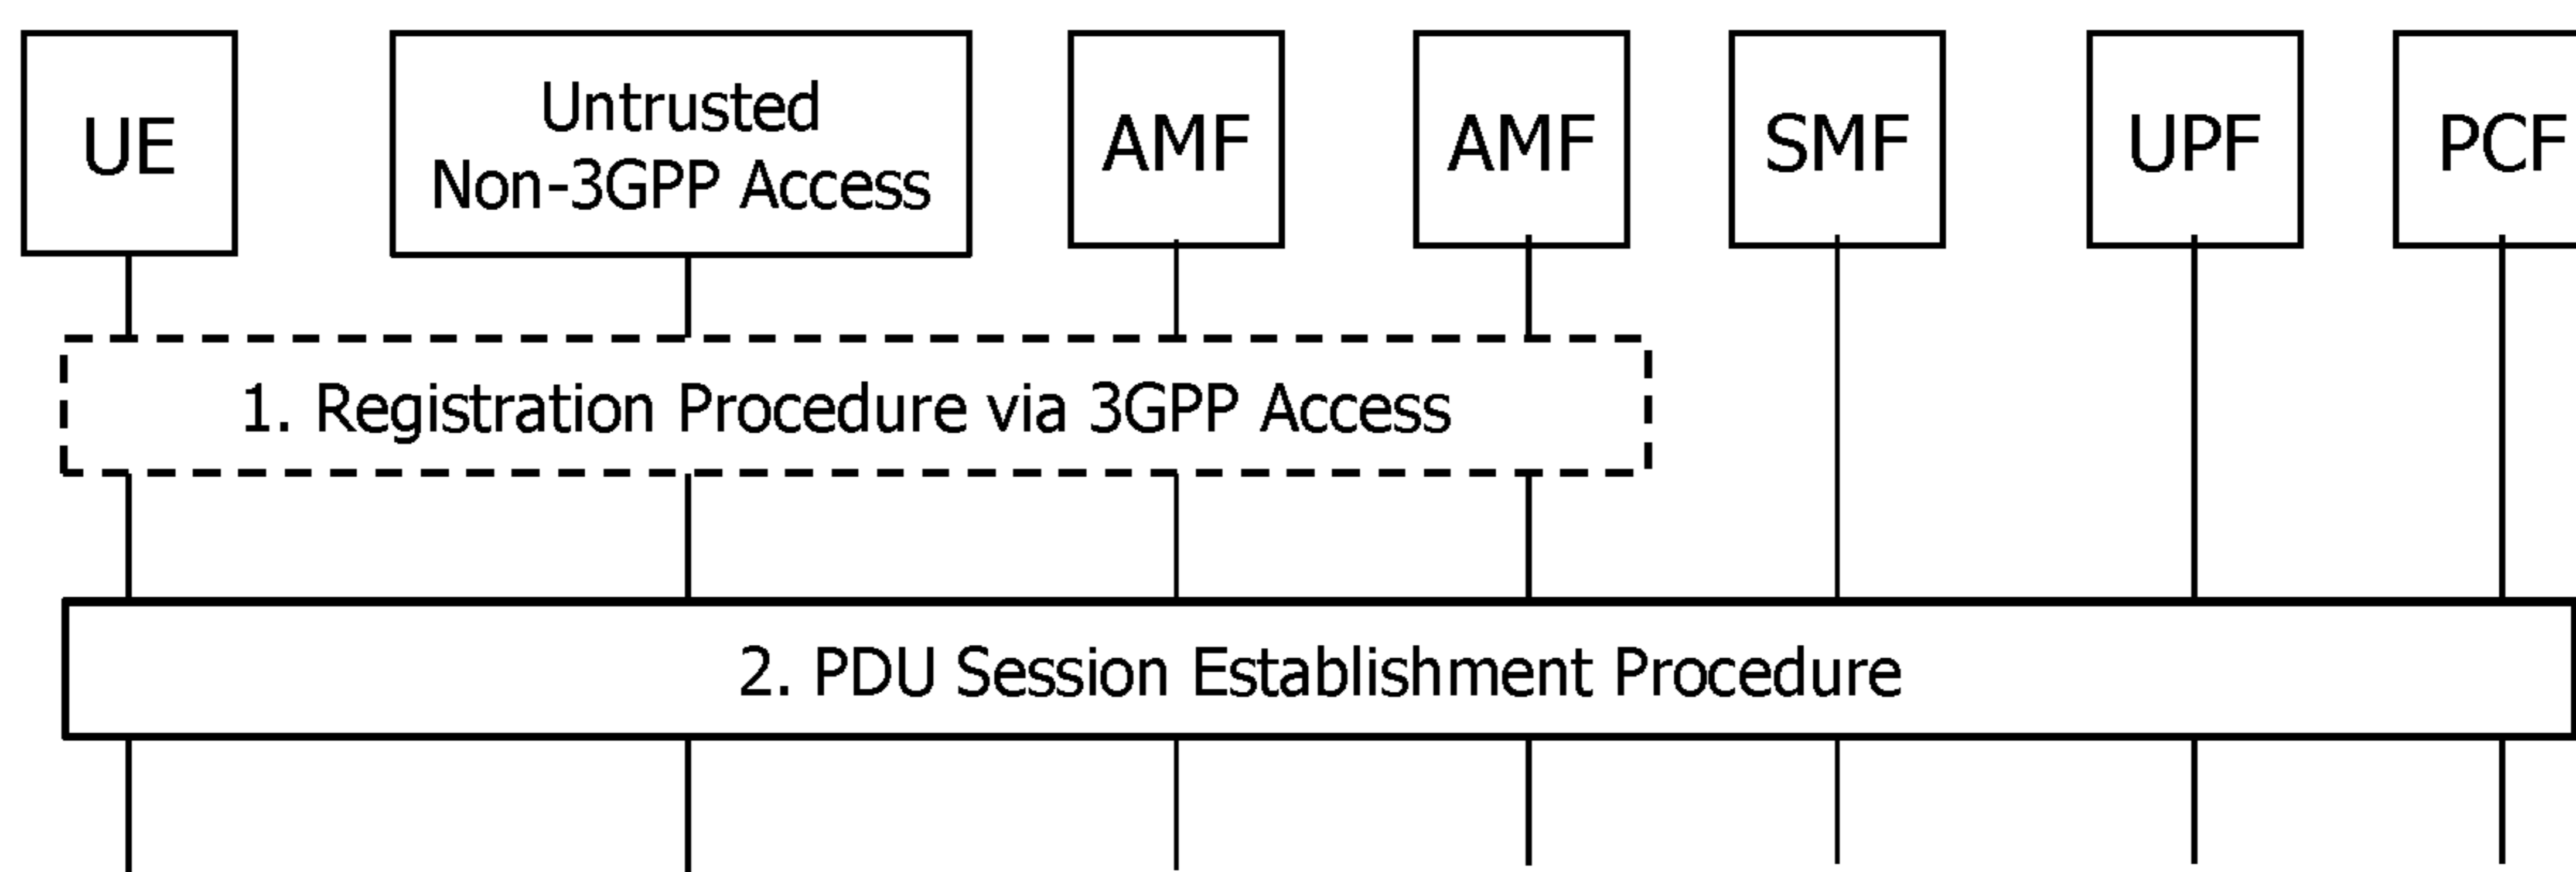 UE
Untrusted
Non-3GPP Access
AMF
AMF
SMF
UPF
PCF
1. Registration Procedure via 3GPP Access
2. PDU Session Establishment Procedure